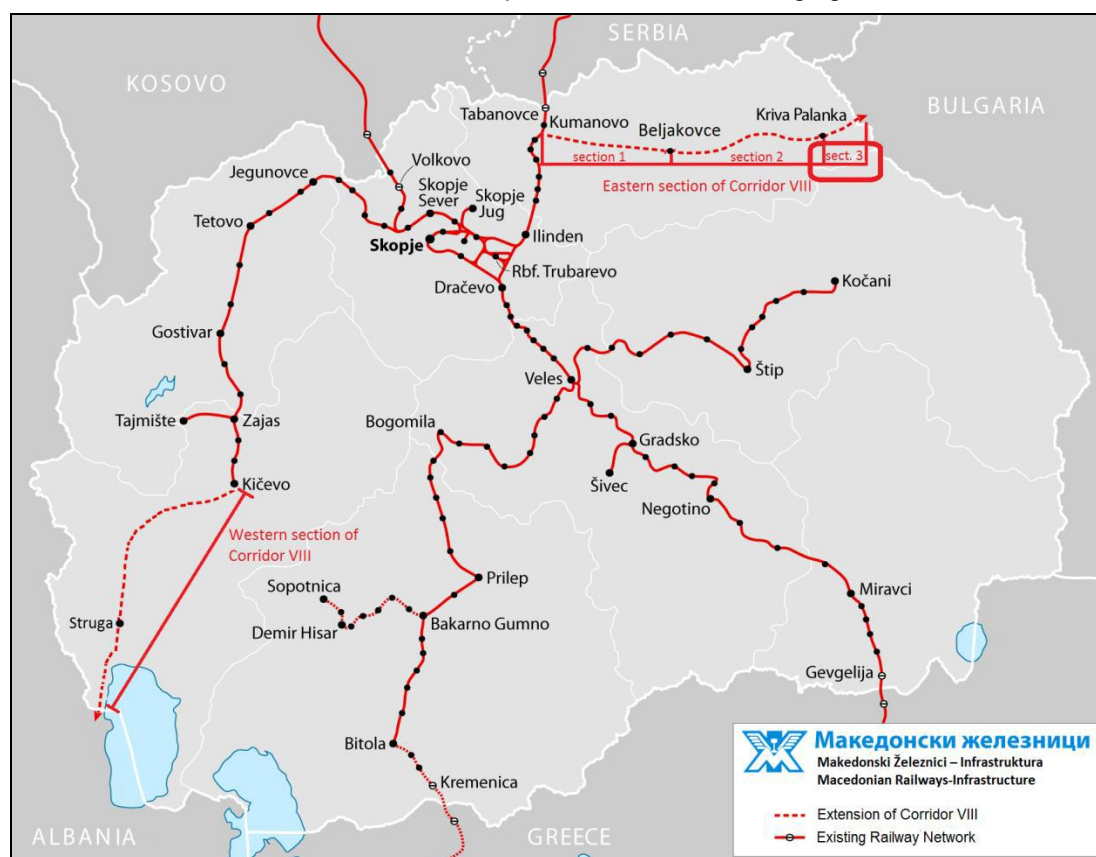 SERBIA
KOSOVO
BULGARIA
Tabanovce
Kumanovo
Kriva Palanka
Beljakovce
section 1
section 2
sect. 3
Eastern section of Corridor VIII
Volkovo
Jegunovce
Skopje
Sever
Skopje
Jug
Tetovo
Skopje
Ilinden
Rbf. Trubarevo
Dračevo
Kočani
Gostivar
Štip
Veles
Tajmište
Zajas
Bogomila
Gradsko
Kičevo
Šivec
Negotino
Western section of
Corridor VIII
Sopotnica
Prilep
Miravci
Struga
Demir Hisar
Bakarno Gumno
Gevgelija
Bitola
Kremenica
ALBANIA
GREECE
Македонски железници
Makedonski Železnici – Infrastruktura
Macedonian Railways-Infrastructure
Extension of Corridor VIII
Existing Railway Network